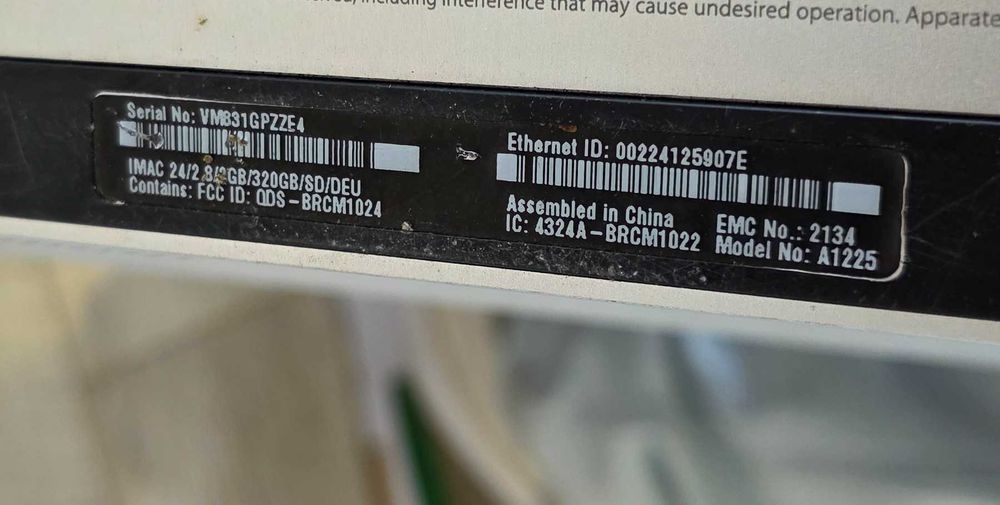 including interference that may cause undesired operation. Apparate
Serial No: VM831GPZZE4
IMAC 24/2.8/2GB/320GB/SD/DEU
Contains: FCC ID: QDS-BRCM1024
Ethernet ID: 00224125907E
Assembled in China
IC: 4324A-BRCM1022
EMC No.: 2134
Model No: A1225